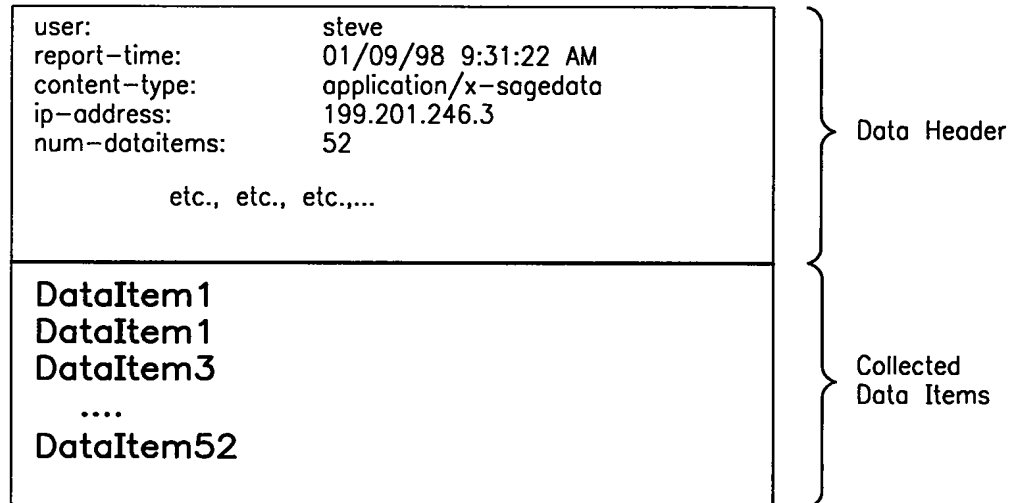 user: steve
report-time: 01/09/98 9:31:22 AM
content-type: application/x-sagedata
ip-address: 199.201.246.3
num-dataitems: 52
etc., etc., etc.,...
Data Header
DataItem1
DataItem1
DataItem3
....
DataItem52
Collected
Data Items